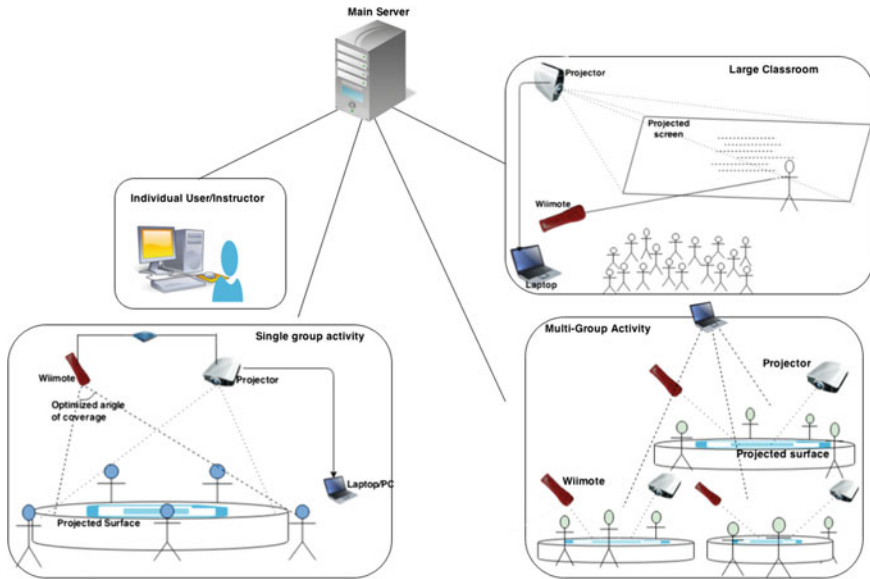 Main Server
Large Classroom
Projector
Projected
screen
Wiimote
Laptop
Individual User/Instructor
Single group activity
Wiimote
Projector
Optimized angle
of coverage
Laptop/PC
Projected Surface
Multi-Group Activity
Projector
Projected surface
Wiimote